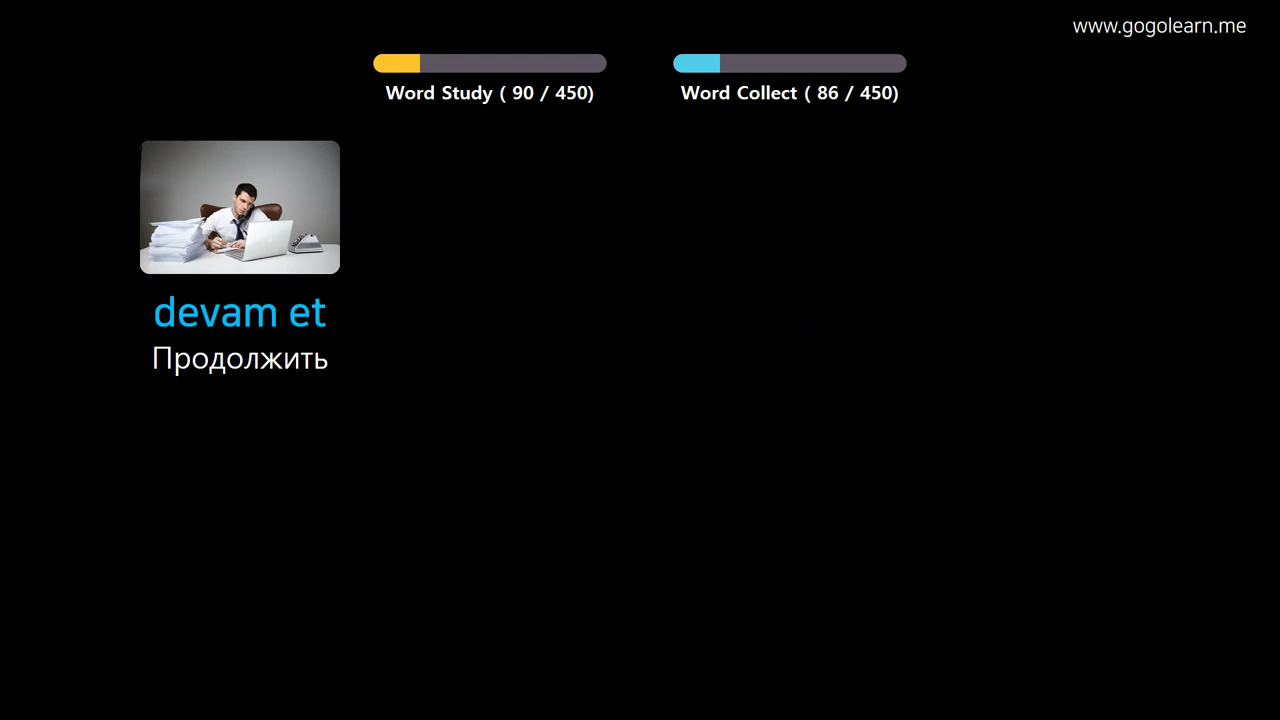 www.gogolearn.me
Word Study ( 90 / 450)
Word Collect ( 86 / 450)
devam et
Продолжить